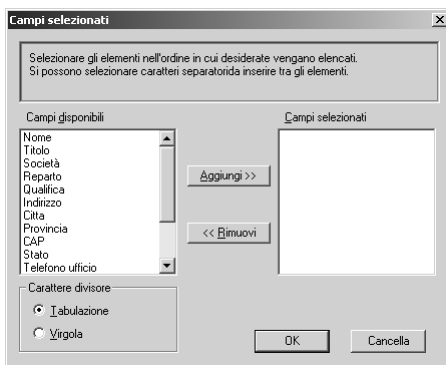 Campi selezionati
Selezionare gli elementi nell'ordine in cui desiderate vengano elencati.
Si possono selezionare caratteri separatorida inserire tra gli elementi.
Campi disponibili
Campi selezionati
Nome
Titolo
Società
Reparto
Qualifica
Indirizzo
Citta
Provincia
CAP
Stato
Telefono ufficio
Aggiungi >>
<< Rimuovi
Carattere divisore
Tabulazione
Virgola
OK
Cancella